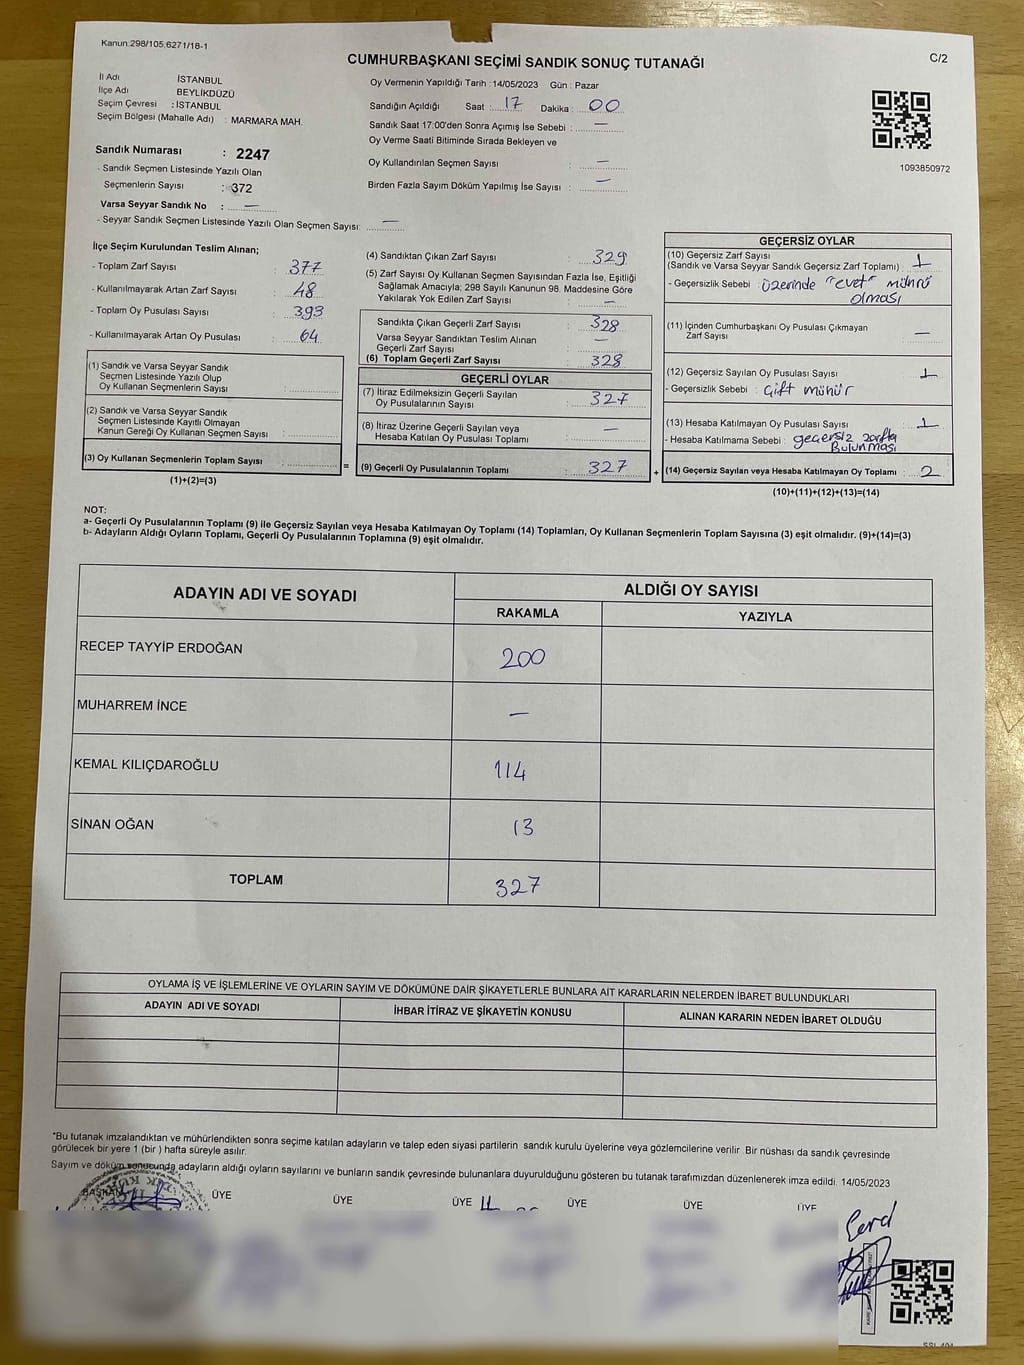 Kanun:298/105,6271/18-1
CUMHURBAŞKANI SEÇİMİ SANDIK SONUÇ TUTANAĞI
C/2
İl Adı İSTANBUL
İlçe Adı BEYLİKDÜZÜ
Seçim Çevresi : İSTANBUL
Seçim Bölgesi (Mahalle Adı) : MARMARA MAH.
Oy Vermenin Yapıldığı Tarih : 14/05/2023 Gün : Pazar
Sandığın Açıldığı Saat : 17 Dakika : 00
Sandık Saat 17:00'den Sonra Açımış İse Sebebi : —
Oy Verme Saati Bitiminde Sırada Bekleyen ve
Oy Kullandırılan Seçmen Sayısı : —
Birden Fazla Sayım Döküm Yapılmış İse Sayısı : —
1093850972
Sandık Numarası : 2247
- Sandık Seçmen Listesinde Yazılı Olan
Seçmenlerin Sayısı : 372
Varsa Seyyar Sandık No : —
- Seyyar Sandık Seçmen Listesinde Yazılı Olan Seçmen Sayısı: —
İlçe Seçim Kurulundan Teslim Alınan;
- Toplam Zarf Sayısı : 377
- Kullanılmayarak Artan Zarf Sayısı : 48
- Toplam Oy Pusulası Sayısı : 393
- Kullanılmayarak Artan Oy Pusulası : 64
(1) Sandık ve Varsa Seyyar Sandık
Seçmen Listesinde Yazılı Olup
Oy Kullanan Seçmenlerin Sayısı :
(2) Sandık ve Varsa Seyyar Sandık
Seçmen Listesinde Kayıtlı Olmayan
Kanun Gereği Oy Kullanan Seçmen Sayısı :
(3) Oy Kullanan Seçmenlerin Toplam Sayısı :
(1)+(2)=(3)
=
(4) Sandıktan Çıkan Zarf Sayısı : 329
(5) Zarf Sayısı Oy Kullanan Seçmen Sayısından Fazla İse, Eşitliği
Sağlamak Amacıyla; 298 Sayılı Kanunun 98. Maddesine Göre
Yakılarak Yok Edilen Zarf Sayısı : —
Sandıkta Çıkan Geçerli Zarf Sayısı : 328
Varsa Seyyar Sandıktan Teslim Alınan
Geçerli Zarf Sayısı : —
(6) Toplam Geçerli Zarf Sayısı : 328
GEÇERLİ OYLAR
(7) İtiraz Edilmeksizin Geçerli Sayılan
Oy Pusulalarının Sayısı : 327
(8) İtiraz Üzerine Geçerli Sayılan veya
Hesaba Katılan Oy Pusulası Toplamı : —
(9) Geçerli Oy Pusulalarının Toplamı : 327
+
GEÇERSİZ OYLAR
(10) Geçersiz Zarf Sayısı
(Sandık ve Varsa Seyyar Sandık Geçersiz Zarf Toplamı) : 1
- Geçersizlik Sebebi : üzerinde "evet" mührü
olması
(11) İçinden Cumhurbaşkanı Oy Pusulası Çıkmayan
Zarf Sayısı : —
(12) Geçersiz Sayılan Oy Pusulası Sayısı : 1
- Geçersizlik Sebebi : çift mühür
(13) Hesaba Katılmayan Oy Pusulası Sayısı : 1
- Hesaba Katılmama Sebebi : geçersiz zarfta
Bulunması
(14) Geçersiz Sayılan veya Hesaba Katılmayan Oy Toplamı : 2
(10)+(11)+(12)+(13)=(14)
NOT:
a- Geçerli Oy Pusulalarının Toplamı (9) ile Geçersiz Sayılan veya Hesaba Katılmayan Oy Toplamı (14) Toplamları, Oy Kullanan Seçmenlerin Toplam Sayısına (3) eşit olmalıdır. (9)+(14)=(3)
b- Adayların Aldığı Oyların Toplamı, Geçerli Oy Pusulalarının Toplamına (9) eşit olmalıdır.
ADAYIN ADI VE SOYADI
ALDIĞI OY SAYISI
RAKAMLA YAZIYLA
RECEP TAYYİP ERDOĞAN 200
MUHARREM İNCE —
KEMAL KILIÇDAROĞLU 114
SİNAN OĞAN 13
TOPLAM 327
OYLAMA İŞ VE İŞLEMLERİNE VE OYLARIN SAYIM VE DÖKÜMÜNE DAİR ŞİKAYETLERLE BUNLARA AİT KARARLARIN NELERDEN İBARET BULUNDUKLARI
ADAYIN ADI VE SOYADI İHBAR İTİRAZ VE ŞİKAYETİN KONUSU ALINAN KARARIN NEDEN İBARET OLDUĞU
*Bu tutanak imzalandıktan ve mühürlendikten sonra seçime katılan adayların ve talep eden siyasi partilerin sandık kurulu üyelerine veya gözlemcilerine verilir. Bir nüshası da sandık çevresinde
görülecek bir yere 1 (bir ) hafta süreyle asılır.
Sayım ve döküm sonucunda adayların aldığı oyların sayılarını ve bunların sandık çevresinde bulunanlara duyurulduğunu gösteren bu tutanak tarafımızdan düzenlenerek imza edildi. 14/05/2023
BAŞKAN ÜYE ÜYE ÜYE ÜYE ÜYE ÜYE